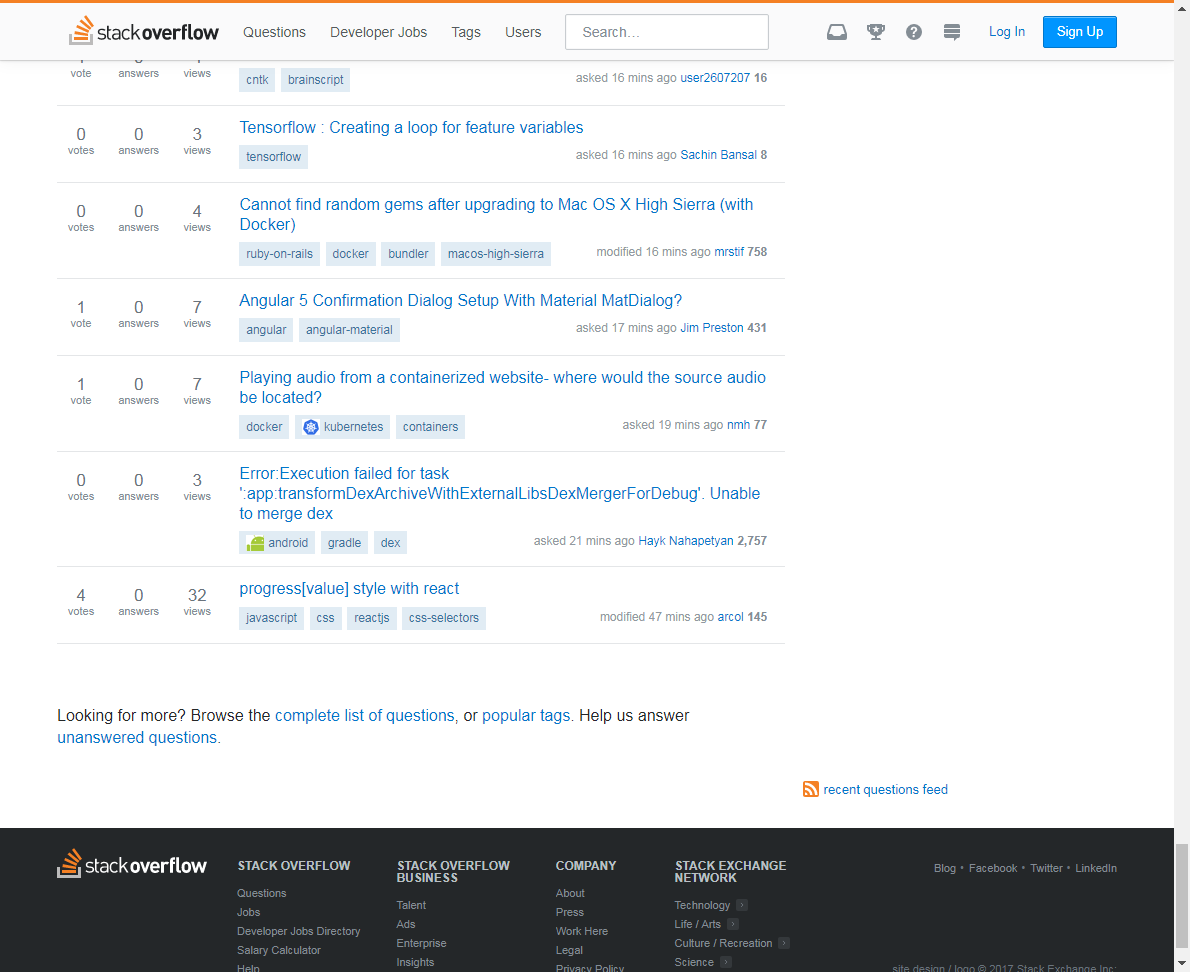 stack overflow Questions Developer Jobs Tags Users Search... Log In Sign Up
vote answers views
cntk brainscript asked 16 mins ago user2607207 16
0 votes 0 answers 3 views
Tensorflow : Creating a loop for feature variables
tensorflow asked 16 mins ago Sachin Bansal 8
0 votes 0 answers 4 views
Cannot find random gems after upgrading to Mac OS X High Sierra (with
Docker)
ruby-on-rails docker bundler macos-high-sierra modified 16 mins ago mrstif 758
1 vote 0 answers 7 views
Angular 5 Confirmation Dialog Setup With Material MatDialog?
angular angular-material asked 17 mins ago Jim Preston 431
1 vote 0 answers 7 views
Playing audio from a containerized website- where would the source audio
be located?
docker kubernetes containers asked 19 mins ago nmh 77
0 votes 0 answers 3 views
Error:Execution failed for task
':app:transformDexArchiveWithExternalLibsDexMergerForDebug'. Unable
to merge dex
android gradle dex asked 21 mins ago Hayk Nahapetyan 2,757
4 votes 0 answers 32 views
progress[value] style with react
javascript css reactjs css-selectors modified 47 mins ago arcol 145
Looking for more? Browse the complete list of questions, or popular tags. Help us answer
unanswered questions.
recent questions feed
stack overflow
STACK OVERFLOW
Questions
Jobs
Developer Jobs Directory
Salary Calculator
Help
STACK OVERFLOW
BUSINESS
Talent
Ads
Enterprise
Insights
COMPANY
About
Press
Work Here
Legal
Privacy Policy
STACK EXCHANGE
NETWORK
Technology
Life / Arts
Culture / Recreation
Science
Blog • Facebook • Twitter • LinkedIn
site design / logo © 2017 Stack Exchange Inc;